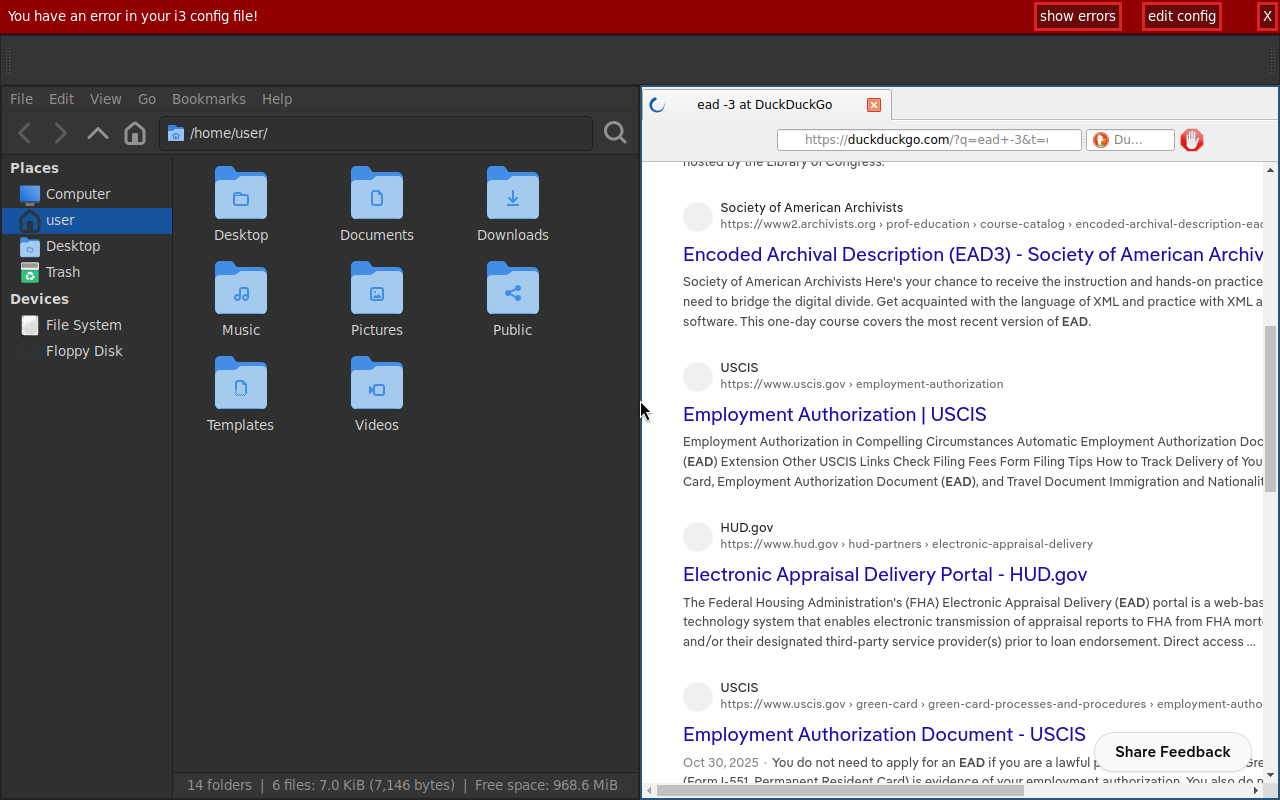 You have an error in your i3 config file!
show errors
edit config
X
File Edit View Go Bookmarks Help
/home/user/
Places
Computer
user
Desktop
Trash
Devices
File System
Floppy Disk
Desktop
Documents
Downloads
Music
Pictures
Public
Templates
Videos
14 folders | 6 files: 7.0 KiB (7,146 bytes) | Free space: 968.6 MiB
ead -3 at DuckDuckGo
https://duckduckgo.com/?q=ead+-3&t=
Du...
hosted by the Library of Congress.
Society of American Archivists
https://www2.archivists.org › prof-education › course-catalog › encoded-archival-description-ead
Encoded Archival Description (EAD3) - Society of American Archiv
Society of American Archivists Here's your chance to receive the instruction and hands-on practice
need to bridge the digital divide. Get acquainted with the language of XML and practice with XML a
software. This one-day course covers the most recent version of EAD.
USCIS
https://www.uscis.gov › employment-authorization
Employment Authorization | USCIS
Employment Authorization in Compelling Circumstances Automatic Employment Authorization Doc
(EAD) Extension Other USCIS Links Check Filing Fees Form Filing Tips How to Track Delivery of You
Card, Employment Authorization Document (EAD), and Travel Document Immigration and Nationalit
HUD.gov
https://www.hud.gov › hud-partners › electronic-appraisal-delivery
Electronic Appraisal Delivery Portal - HUD.gov
The Federal Housing Administration's (FHA) Electronic Appraisal Delivery (EAD) portal is a web-bas
technology system that enables electronic transmission of appraisal reports to FHA from FHA mort
and/or their designated third-party service provider(s) prior to loan endorsement. Direct access ...
USCIS
https://www.uscis.gov › green-card › green-card-processes-and-procedures › employment-autho
Employment Authorization Document - USCIS
Oct 30, 2025 · You do not need to apply for an EAD if you are a lawful
(Form I-551, Permanent Resident Card) is evidence of your employment authorization. You also do
Share Feedback